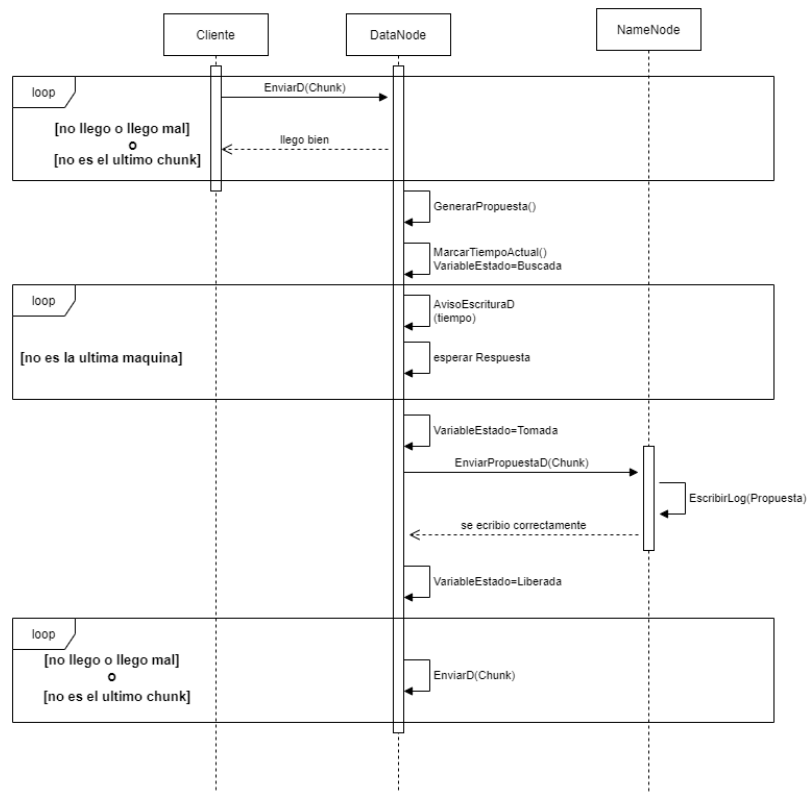 Cliente
DataNode
NameNode
loop
EnviarD(Chunk)
[no llego o llego mal]
o
[no es el ultimo chunk]
llego bien
GenerarPropuesta()
MarcarTiempoActual()
VariableEstado=Buscada
loop
AvisoEscrituraD
(tiempo)
[no es la ultima maquina]
esperar Respuesta
VariableEstado=Tomada
EnviarPropuestaD(Chunk)
EscribirLog(Propuesta)
se ecribio correctamente
VariableEstado=Liberada
loop
[no llego o llego mal]
o
[no es el ultimo chunk]
EnviarD(Chunk)